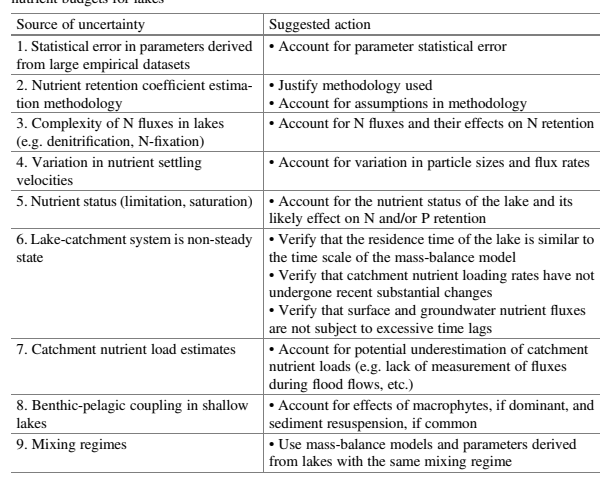 nutrient budgets for lakes
Source of uncertainty
Suggested action
1. Statistical error in parameters derived
from large empirical datasets
• Account for parameter statistical error
2. Nutrient retention coefficient estima-
tion methodology
• Justify methodology used
• Account for assumptions in methodology
3. Complexity of N fluxes in lakes
(e.g. denitrification, N-fixation)
• Account for N fluxes and their effects on N retention
4. Variation in nutrient settling
velocities
• Account for variation in particle sizes and flux rates
5. Nutrient status (limitation, saturation)
• Account for the nutrient status of the lake and its
likely effect on N and/or P retention
6. Lake-catchment system is non-steady
state
• Verify that the residence time of the lake is similar to
the time scale of the mass-balance model
• Verify that catchment nutrient loading rates have not
undergone recent substantial changes
• Verify that surface and groundwater nutrient fluxes
are not subject to excessive time lags
7. Catchment nutrient load estimates
• Account for potential underestimation of catchment
nutrient loads (e.g. lack of measurement of fluxes
during flood flows, etc.)
8. Benthic-pelagic coupling in shallow
lakes
• Account for effects of macrophytes, if dominant, and
sediment resuspension, if common
9. Mixing regimes
• Use mass-balance models and parameters derived
from lakes with the same mixing regime